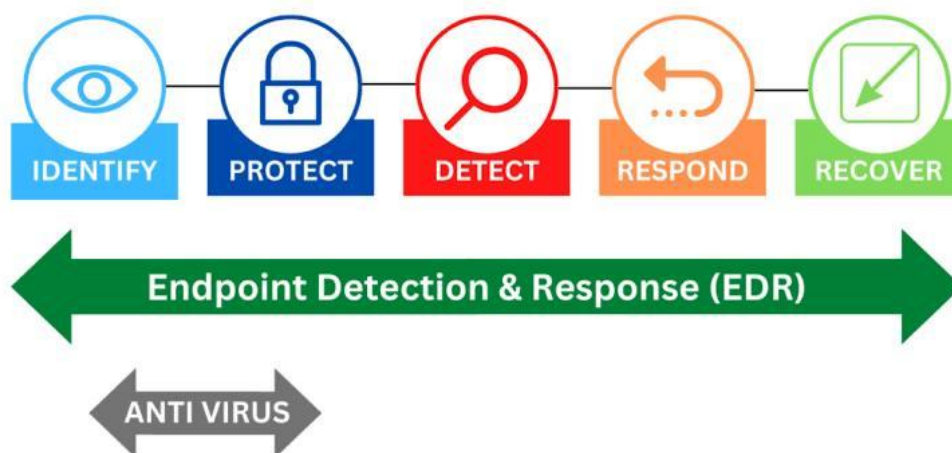 IDENTIFY
PROTECT
DETECT
RESPOND
RECOVER
Endpoint Detection & Response (EDR)
ANTI VIRUS